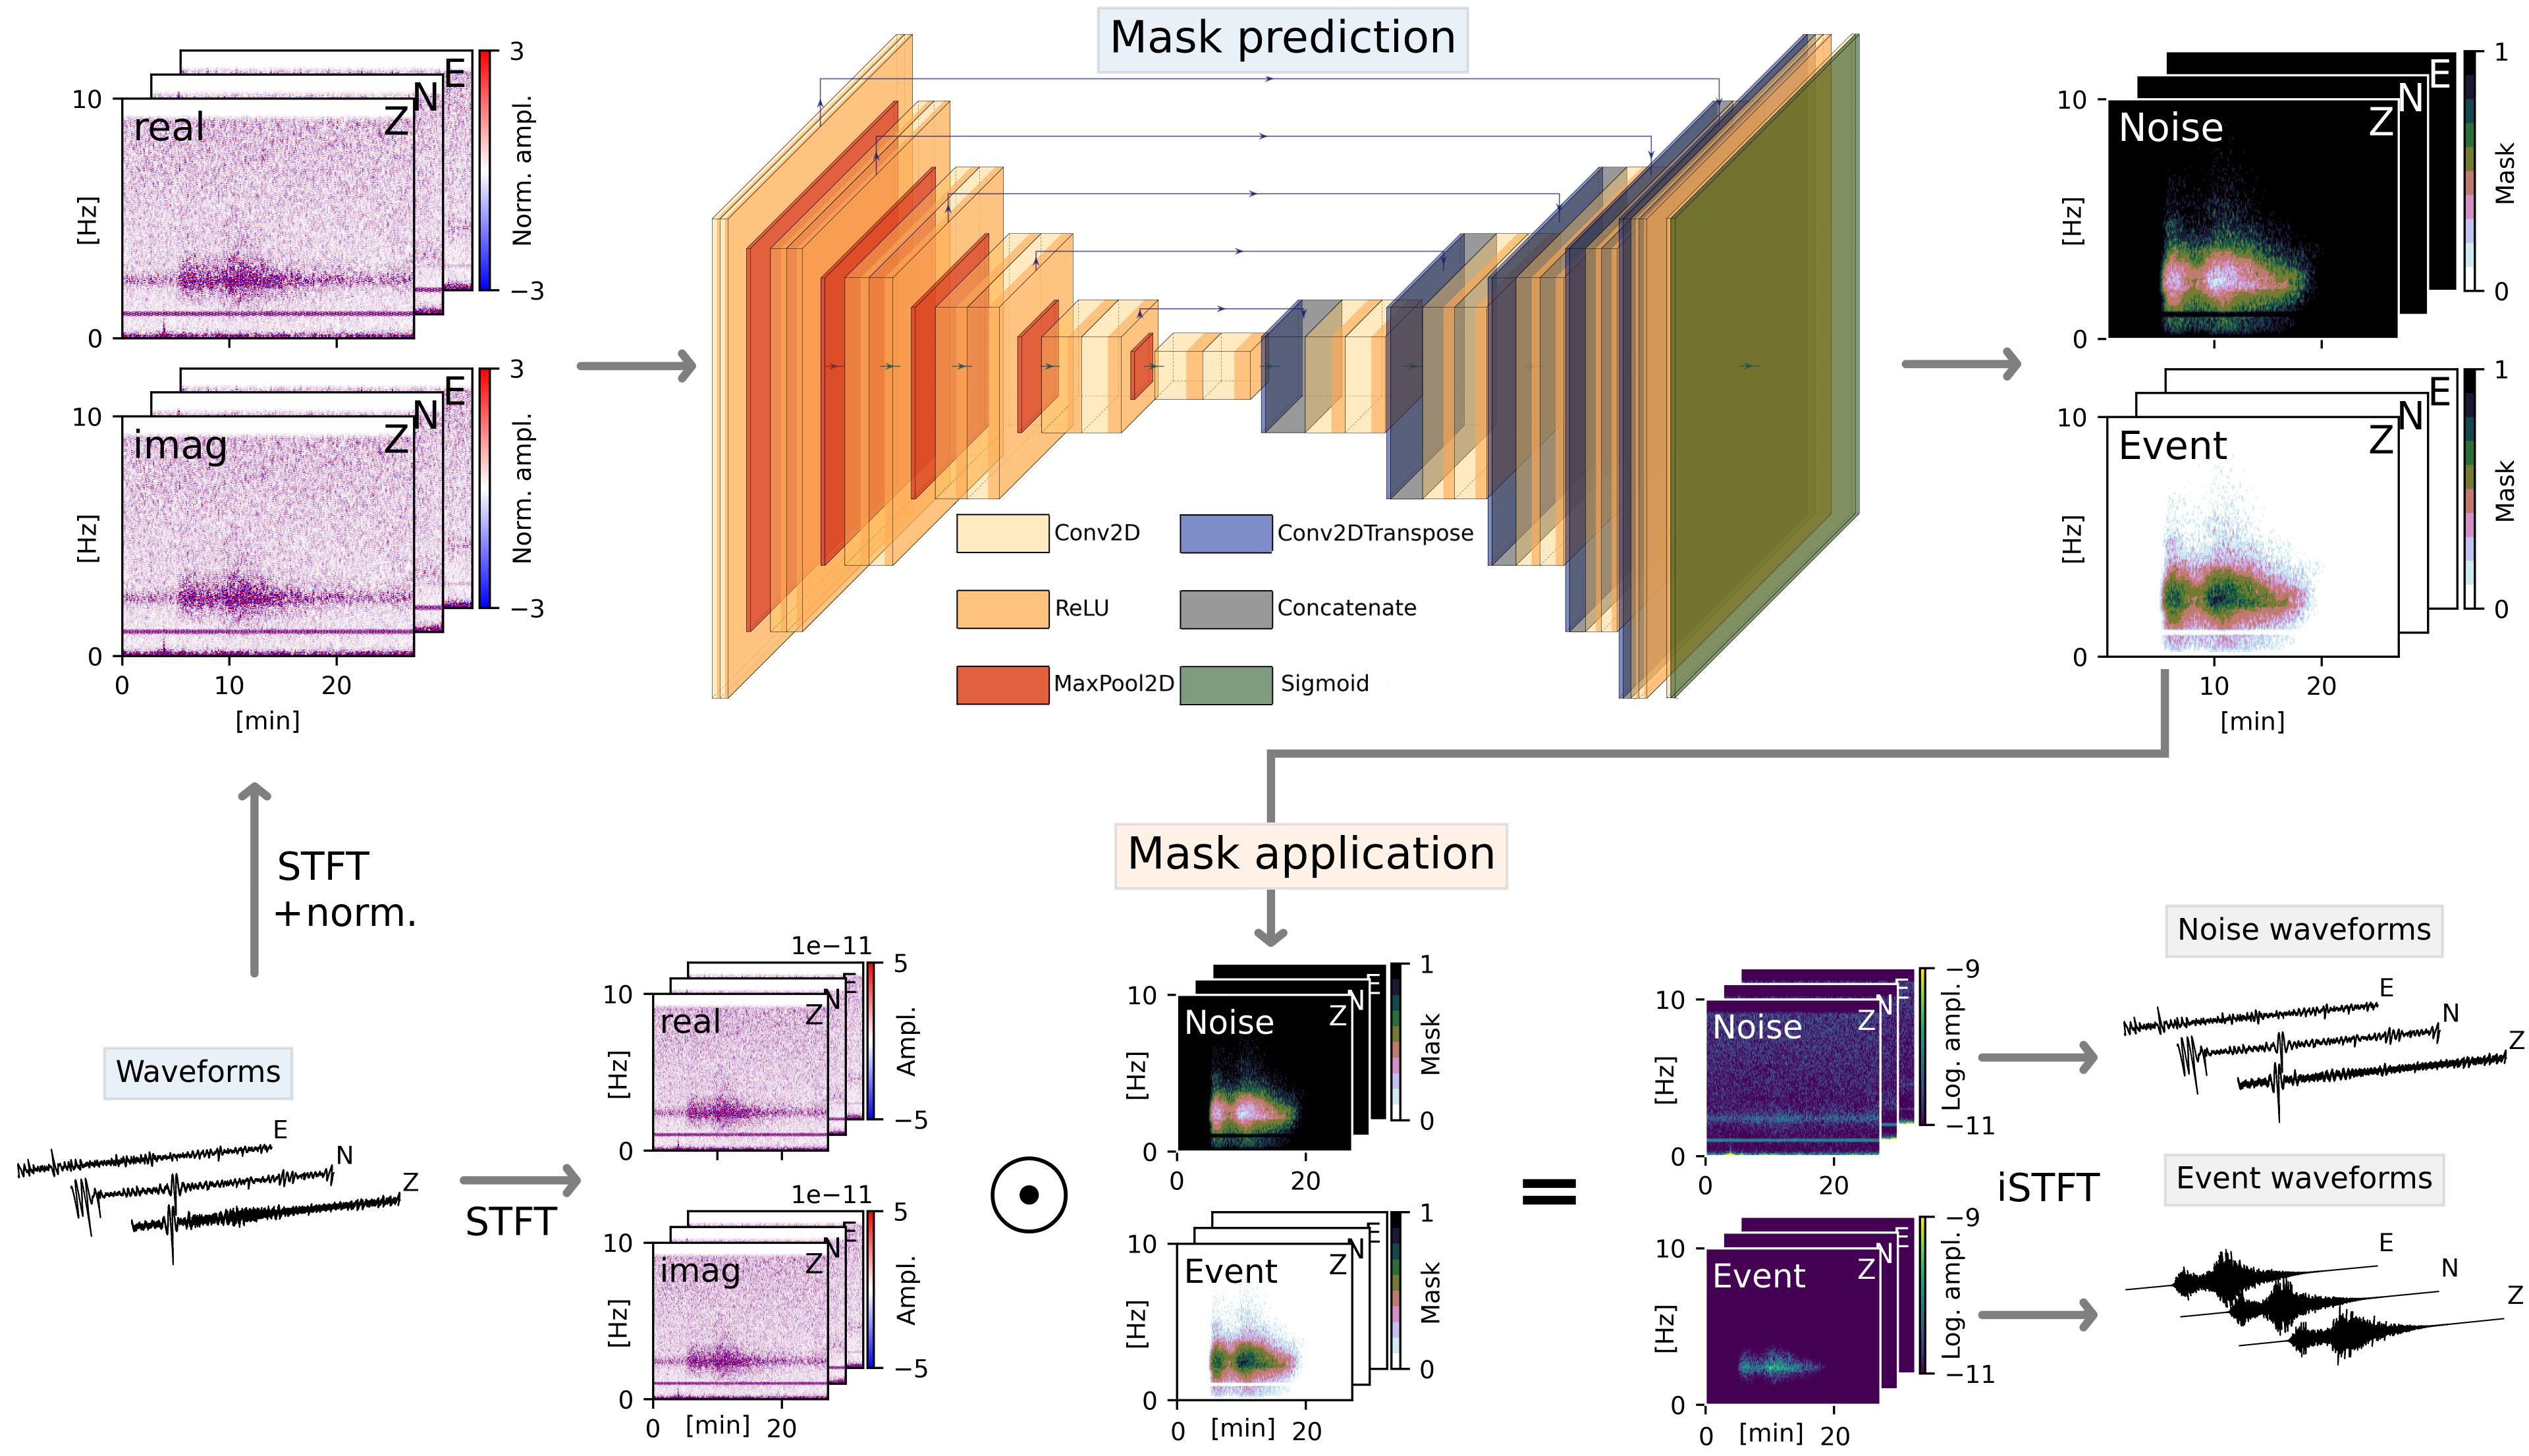 Mask prediction
3
E
N
10
Z
real
Norm. ampl.
[Hz]
0
−3
3
E
N
10
Z
imag
Norm. ampl.
[Hz]
0
−3
0 10 20
[min]
Conv2D
Conv2DTranspose
ReLU
Concatenate
MaxPool2D
Sigmoid
1
E
N
10
Z
Noise
Mask
[Hz]
0
0
1
E
N
10
Z
Event
Mask
[Hz]
0
0
10 20
[min]
STFT
+norm.
Mask application
Waveforms
E
N
Z
STFT
1e−11
5
E
N
10
Z
real
Ampl.
[Hz]
0
−5
1e−11
5
E
N
10
Z
imag
Ampl.
[Hz]
0
−5
0 [min] 20
1
E
N
10
Z
Noise
Mask
[Hz]
0
0
0 20
1
E
N
10
Z
Event
Mask
[Hz]
0
0
0 [min] 20
=
−9
E
N
10
Z
Noise
Log. ampl.
[Hz]
0
−11
0 20
−9
E
N
10
Z
Event
Log. ampl.
[Hz]
0
−11
0 [min] 20
iSTFT
Noise waveforms
E
N
Z
Event waveforms
E
N
Z